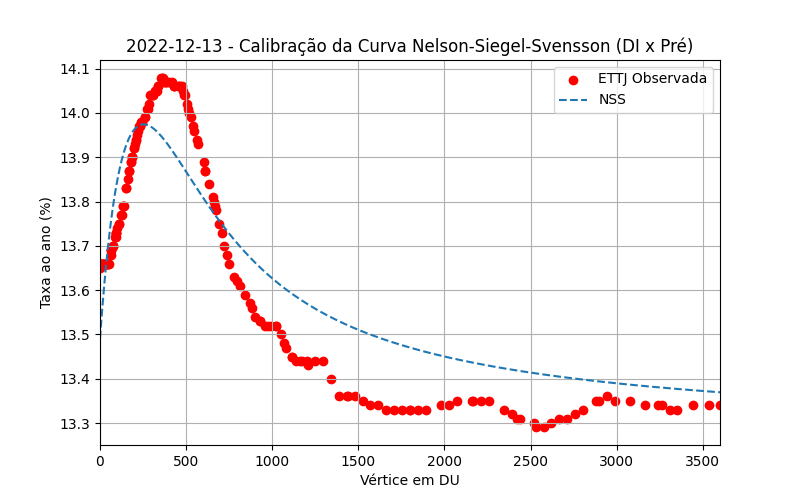 2022-12-13 - Calibração da Curva Nelson-Siegel-Svensson (DI x Pré)
ETTJ Observada
NSS
Taxa ao ano (%)
14.1
14.0
13.9
13.8
13.7
13.6
13.5
13.4
13.3
0 500 1000 1500 2000 2500 3000 3500
Vértice em DU